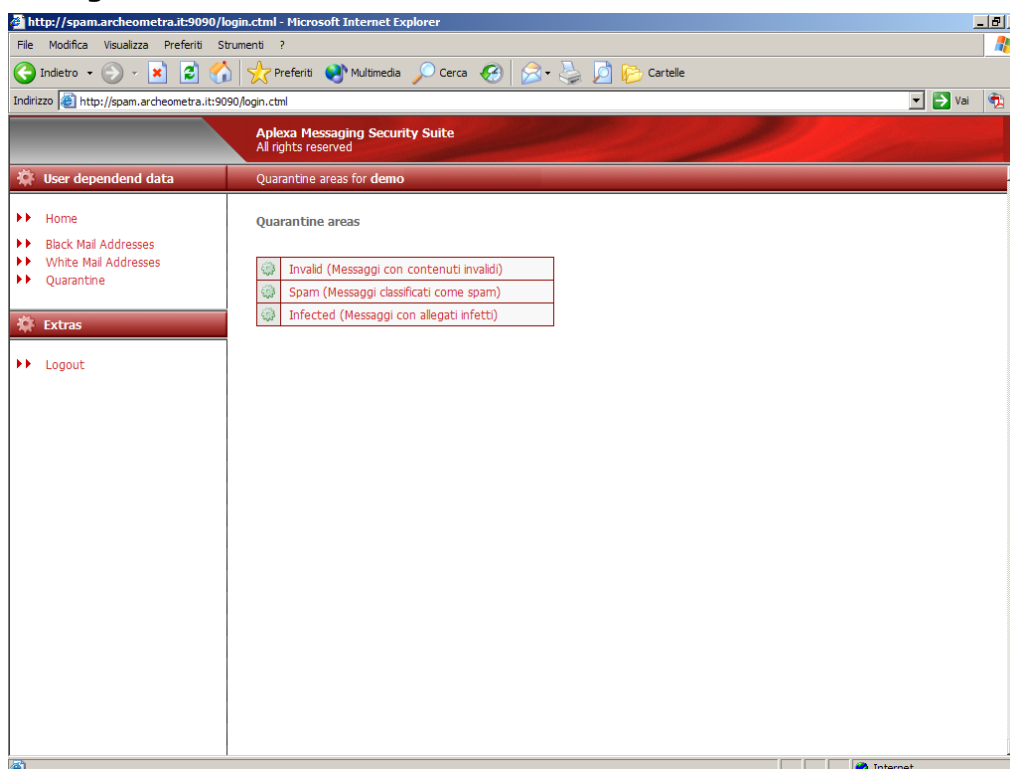 http://spam.archeometra.it:9090/login.ctml - Microsoft Internet Explorer
File Modifica Visualizza Preferiti Strumenti ?
Indietro Preferiti Multimedia Cerca Cartelle
Indirizzo http://spam.archeometra.it:9090/login.ctml Vai
Aplexa Messaging Security Suite
All rights reserved
User dependend data
Quarantine areas for demo
Home
Black Mail Addresses
White Mail Addresses
Quarantine
Extras
Logout
Quarantine areas
Invalid (Messaggi con contenuti invalidi)
Spam (Messaggi classificati come spam)
Infected (Messaggi con allegati infetti)
Internet